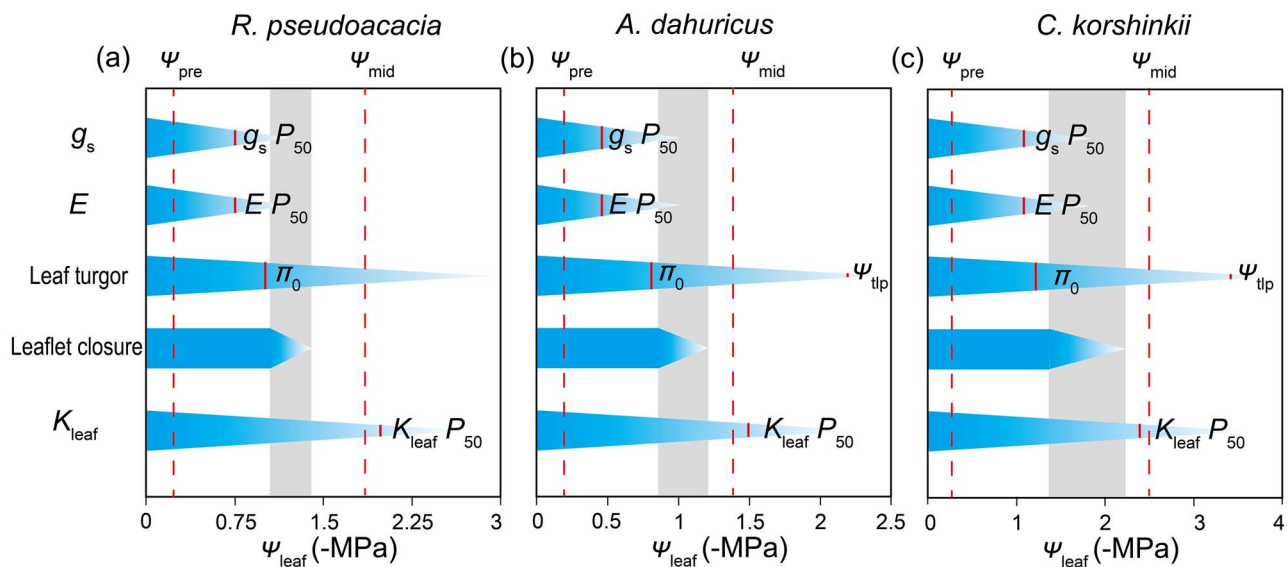 R. pseudoacacia
A. dahuricus
C. korshinkii
(a) Ψpre Ψmid
(b) Ψpre Ψmid
(c) Ψpre Ψmid
gs
E
Leaf turgor
Leaflet closure
Kleaf
gs P50
E P50
π0
Kleaf P50
gs P50
E P50
π0
Ψtlp
Kleaf P50
gs P50
E P50
π0
Ψtlp
Kleaf P50
0 0.75 1.5 2.25 3
0 0.5 1 1.5 2 2.5
0 1 2 3 4
Ψleaf (-MPa)
Ψleaf (-MPa)
Ψleaf (-MPa)